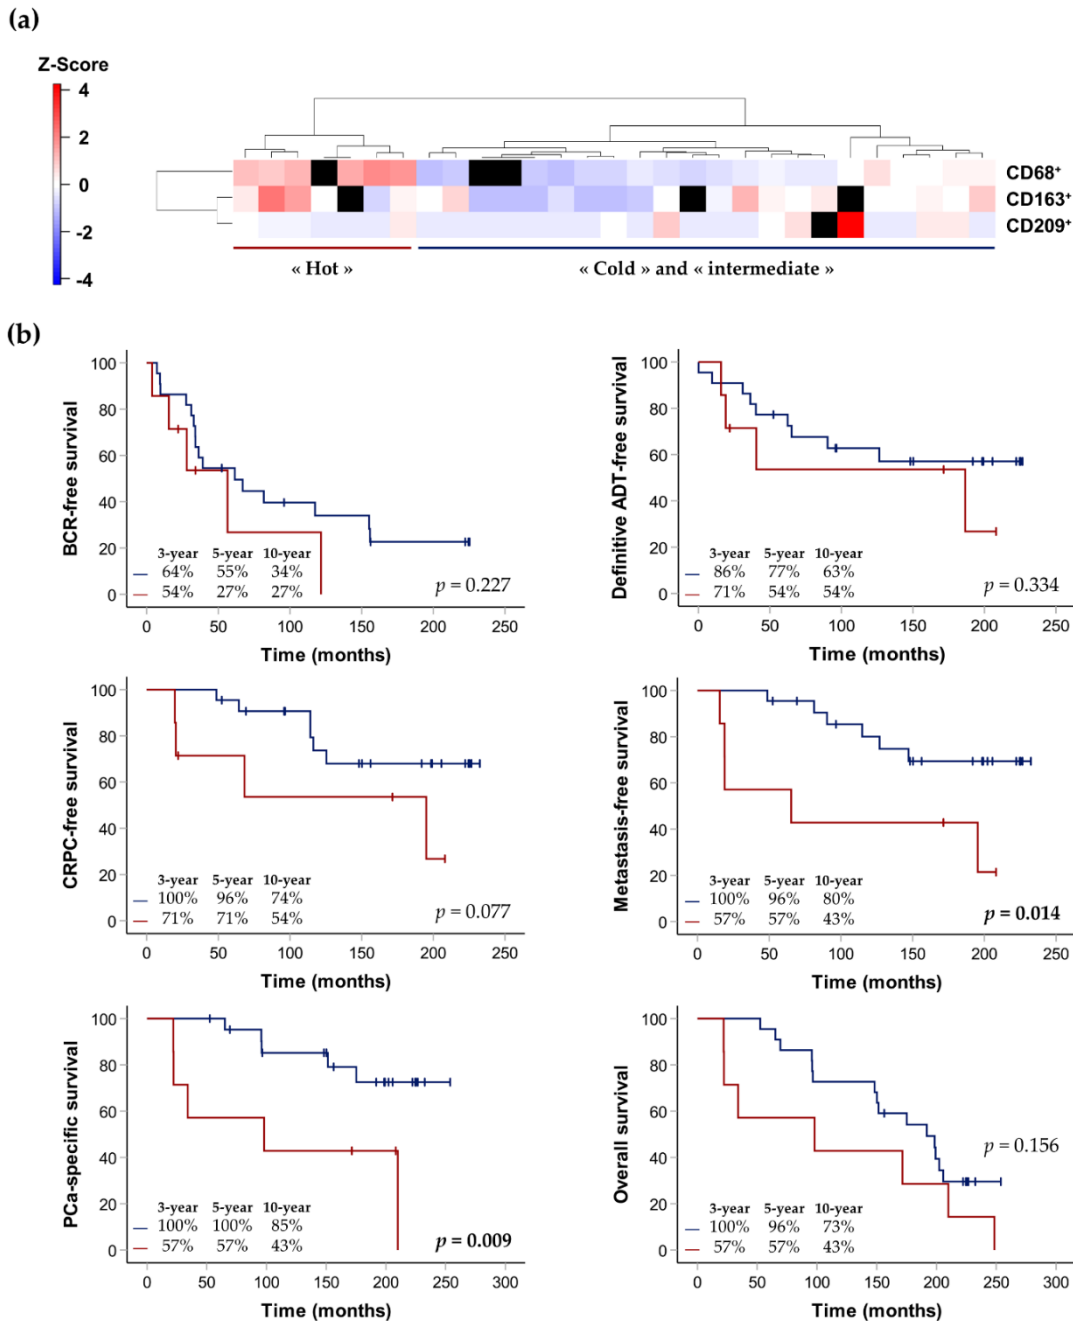 (a)
Z-Score
4
2
0
-2
-4
CD68+
CD163+
CD209+
« Hot »
« Cold » and « intermediate »
(b)
BCR-free survival
100
80
60
40
20
0
3-year 5-year 10-year
64% 55% 34%
54% 27% 27%
p = 0.227
0 50 100 150 200 250
Time (months)
Definitive ADT-free survival
100
80
60
40
20
0
3-year 5-year 10-year
86% 77% 63%
71% 54% 54%
p = 0.334
0 50 100 150 200 250
Time (months)
CRPC-free survival
100
80
60
40
20
0
3-year 5-year 10-year
100% 96% 74%
71% 71% 54%
p = 0.077
0 50 100 150 200 250
Time (months)
Metastasis-free survival
100
80
60
40
20
0
3-year 5-year 10-year
100% 96% 80%
57% 57% 43%
p = 0.014
0 50 100 150 200 250
Time (months)
PCa-specific survival
100
80
60
40
20
0
3-year 5-year 10-year
100% 100% 85%
57% 57% 43%
p = 0.009
0 50 100 150 200 250 300
Time (months)
Overall survival
100
80
60
40
20
0
3-year 5-year 10-year
100% 96% 73%
57% 57% 43%
p = 0.156
0 50 100 150 200 250 300
Time (months)